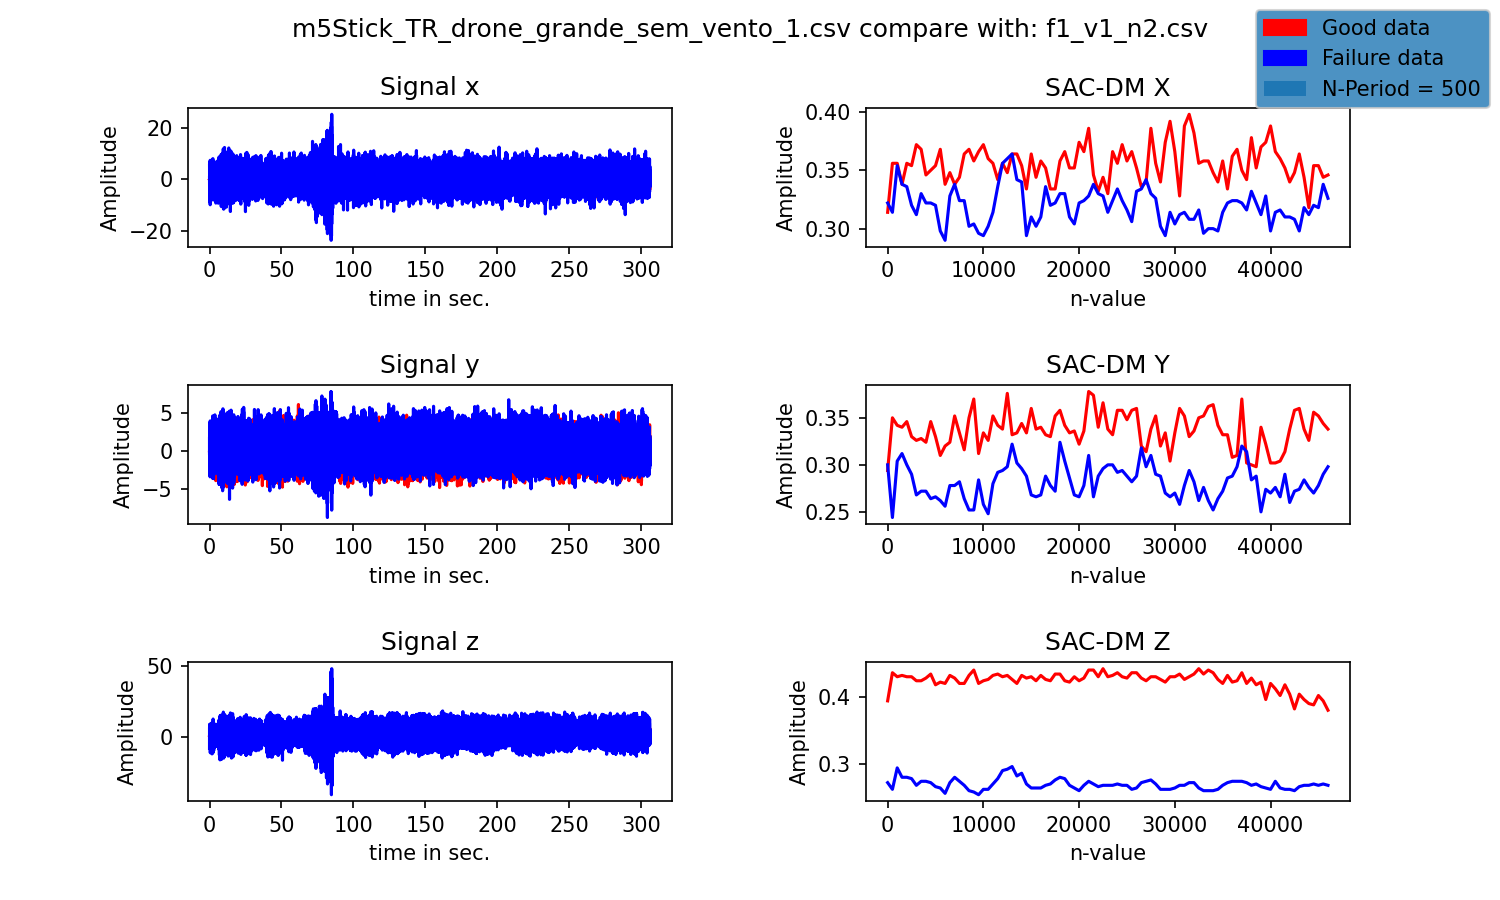 m5Stick_TR_drone_grande_sem_vento_1.csv compare with: f1_v1_n2.csv
Good data
Failure data
N-Period = 500
Signal x
Amplitude
20
0
−20
0 50 100 150 200 250 300
time in sec.
SAC-DM X
Amplitude
0.40
0.35
0.30
0 10000 20000 30000 40000
n-value
Signal y
Amplitude
5
0
−5
0 50 100 150 200 250 300
time in sec.
SAC-DM Y
Amplitude
0.35
0.30
0.25
0 10000 20000 30000 40000
n-value
Signal z
Amplitude
50
0
0 50 100 150 200 250 300
time in sec.
SAC-DM Z
Amplitude
0.4
0.3
0 10000 20000 30000 40000
n-value